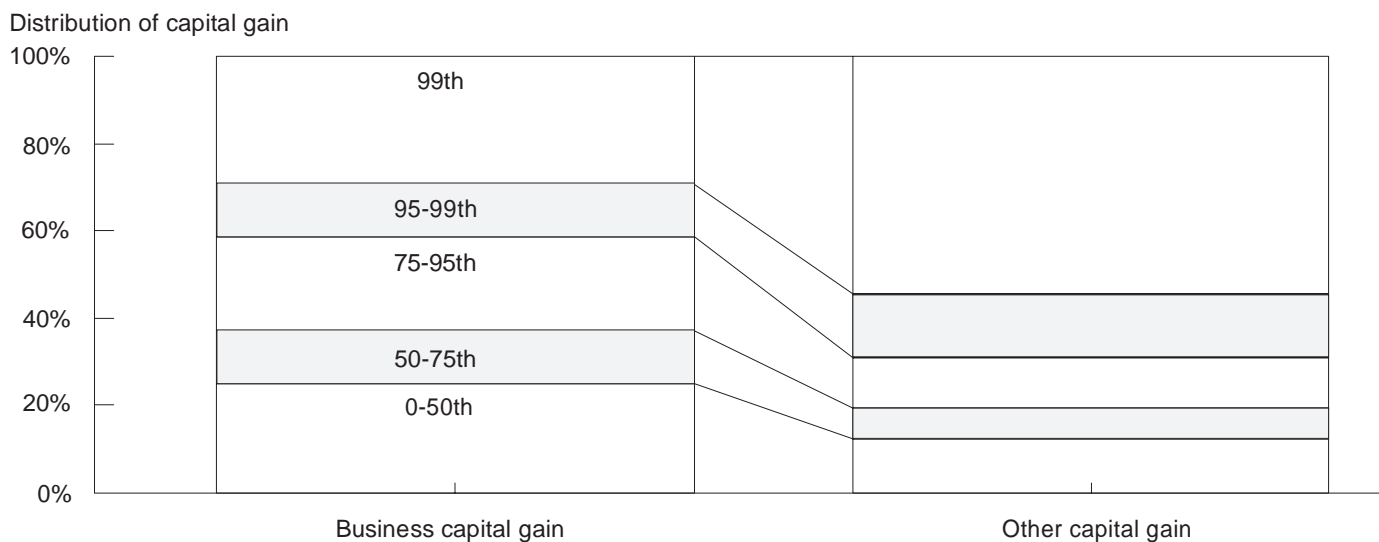 Distribution of capital gain
100%
80%
60%
40%
20%
0%
99th
95-99th
75-95th
50-75th
0-50th
Business capital gain
Other capital gain